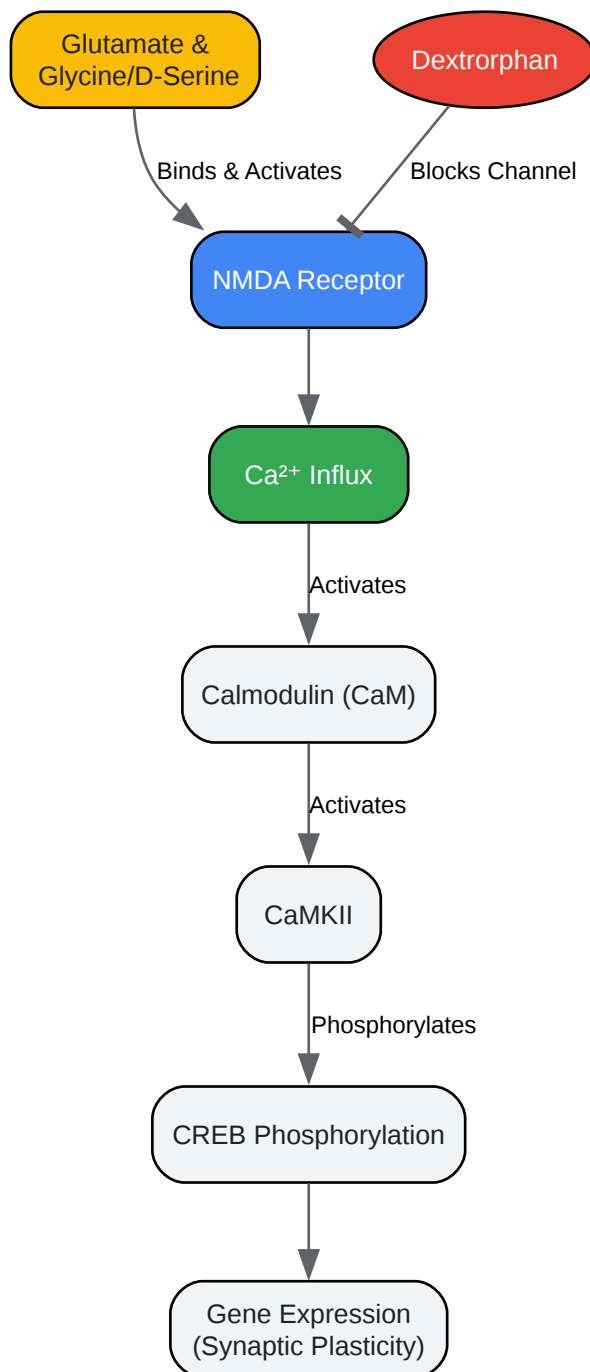 Glutamate &
Glycine/D-Serine
Dextrorphan
Binds & Activates
Blocks Channel
NMDA Receptor
Ca²⁺ Influx
Activates
Calmodulin (CaM)
Activates
CaMKII
Phosphorylates
CREB Phosphorylation
Gene Expression
(Synaptic Plasticity)